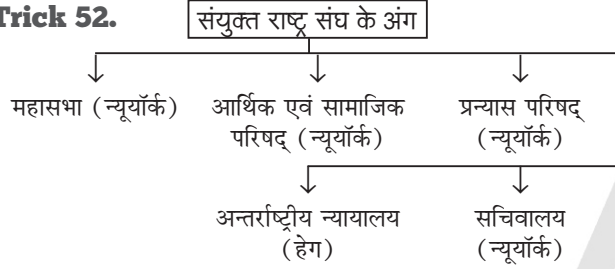 Trick 52.
संयुक्त राष्ट्र संघ के अंग
महासभा (न्यूयॉर्क) आर्थिक एवं सामाजिक प्रन्यास परिषद्
परिषद् (न्यूयॉर्क) (न्यूयॉर्क)
अन्तर्राष्ट्रीय न्यायालय सचिवालय
(हेग) (न्यूयॉर्क)